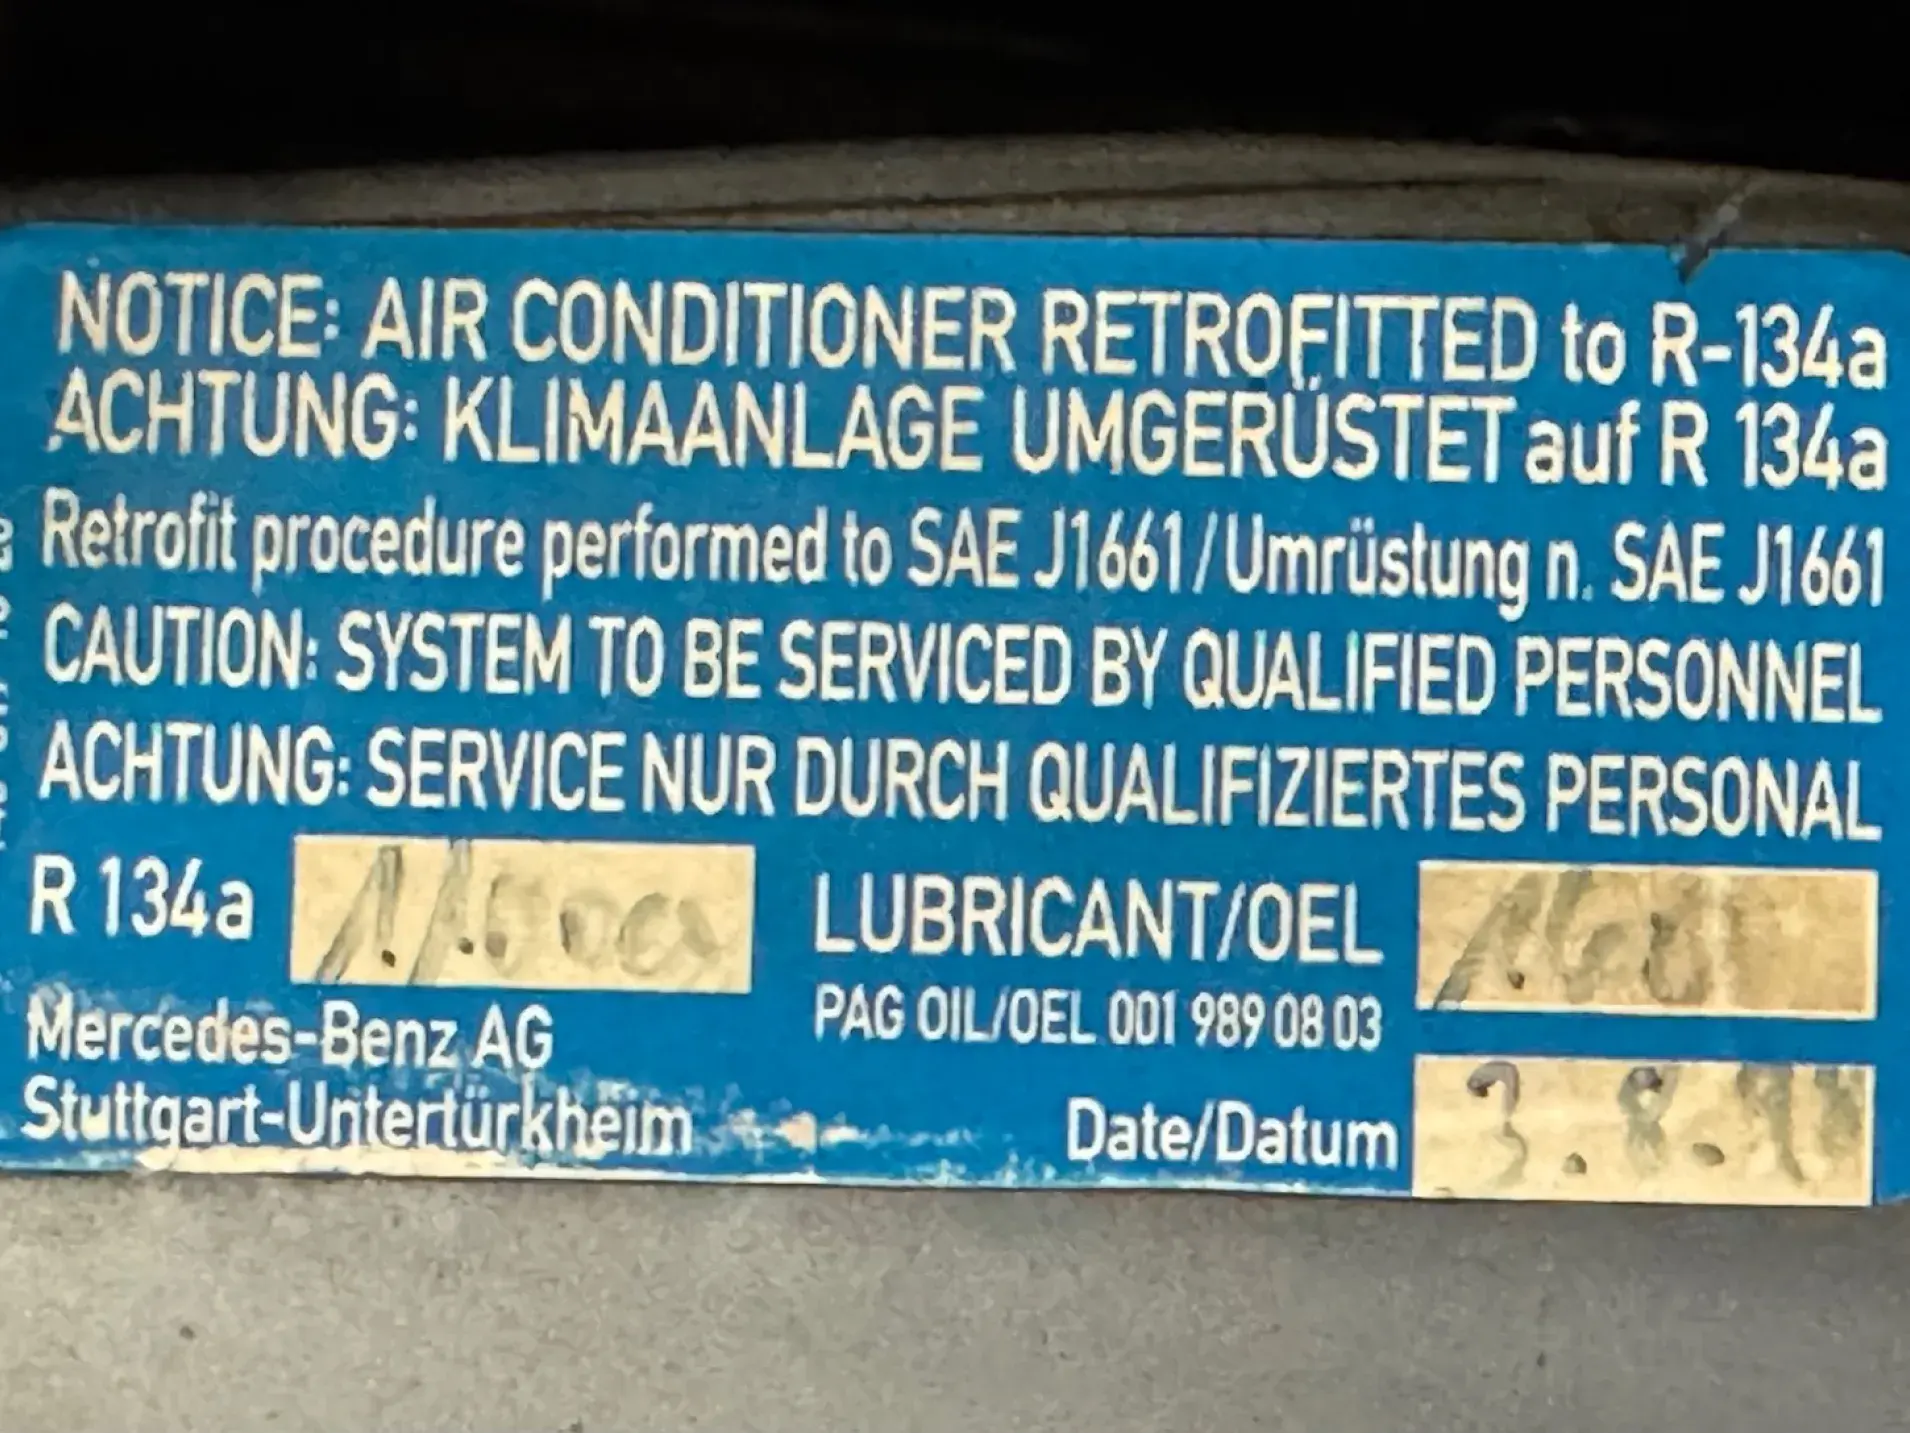 NOTICE: AIR CONDITIONER RETROFITTED to R-134a
ACHTUNG: KLIMAANLAGE UMGERÜSTET auf R 134a
Retrofit procedure performed to SAE J1661/Umrüstung n. SAE J1661
CAUTION: SYSTEM TO BE SERVICED BY QUALIFIED PERSONNEL
ACHTUNG: SERVICE NUR DURCH QUALIFIZIERTES PERSONAL
R 134a LUBRICANT/OEL
PAG OIL/OEL 001 989 08 03
Mercedes-Benz AG
Stuttgart-Untertürkheim
Date/Datum